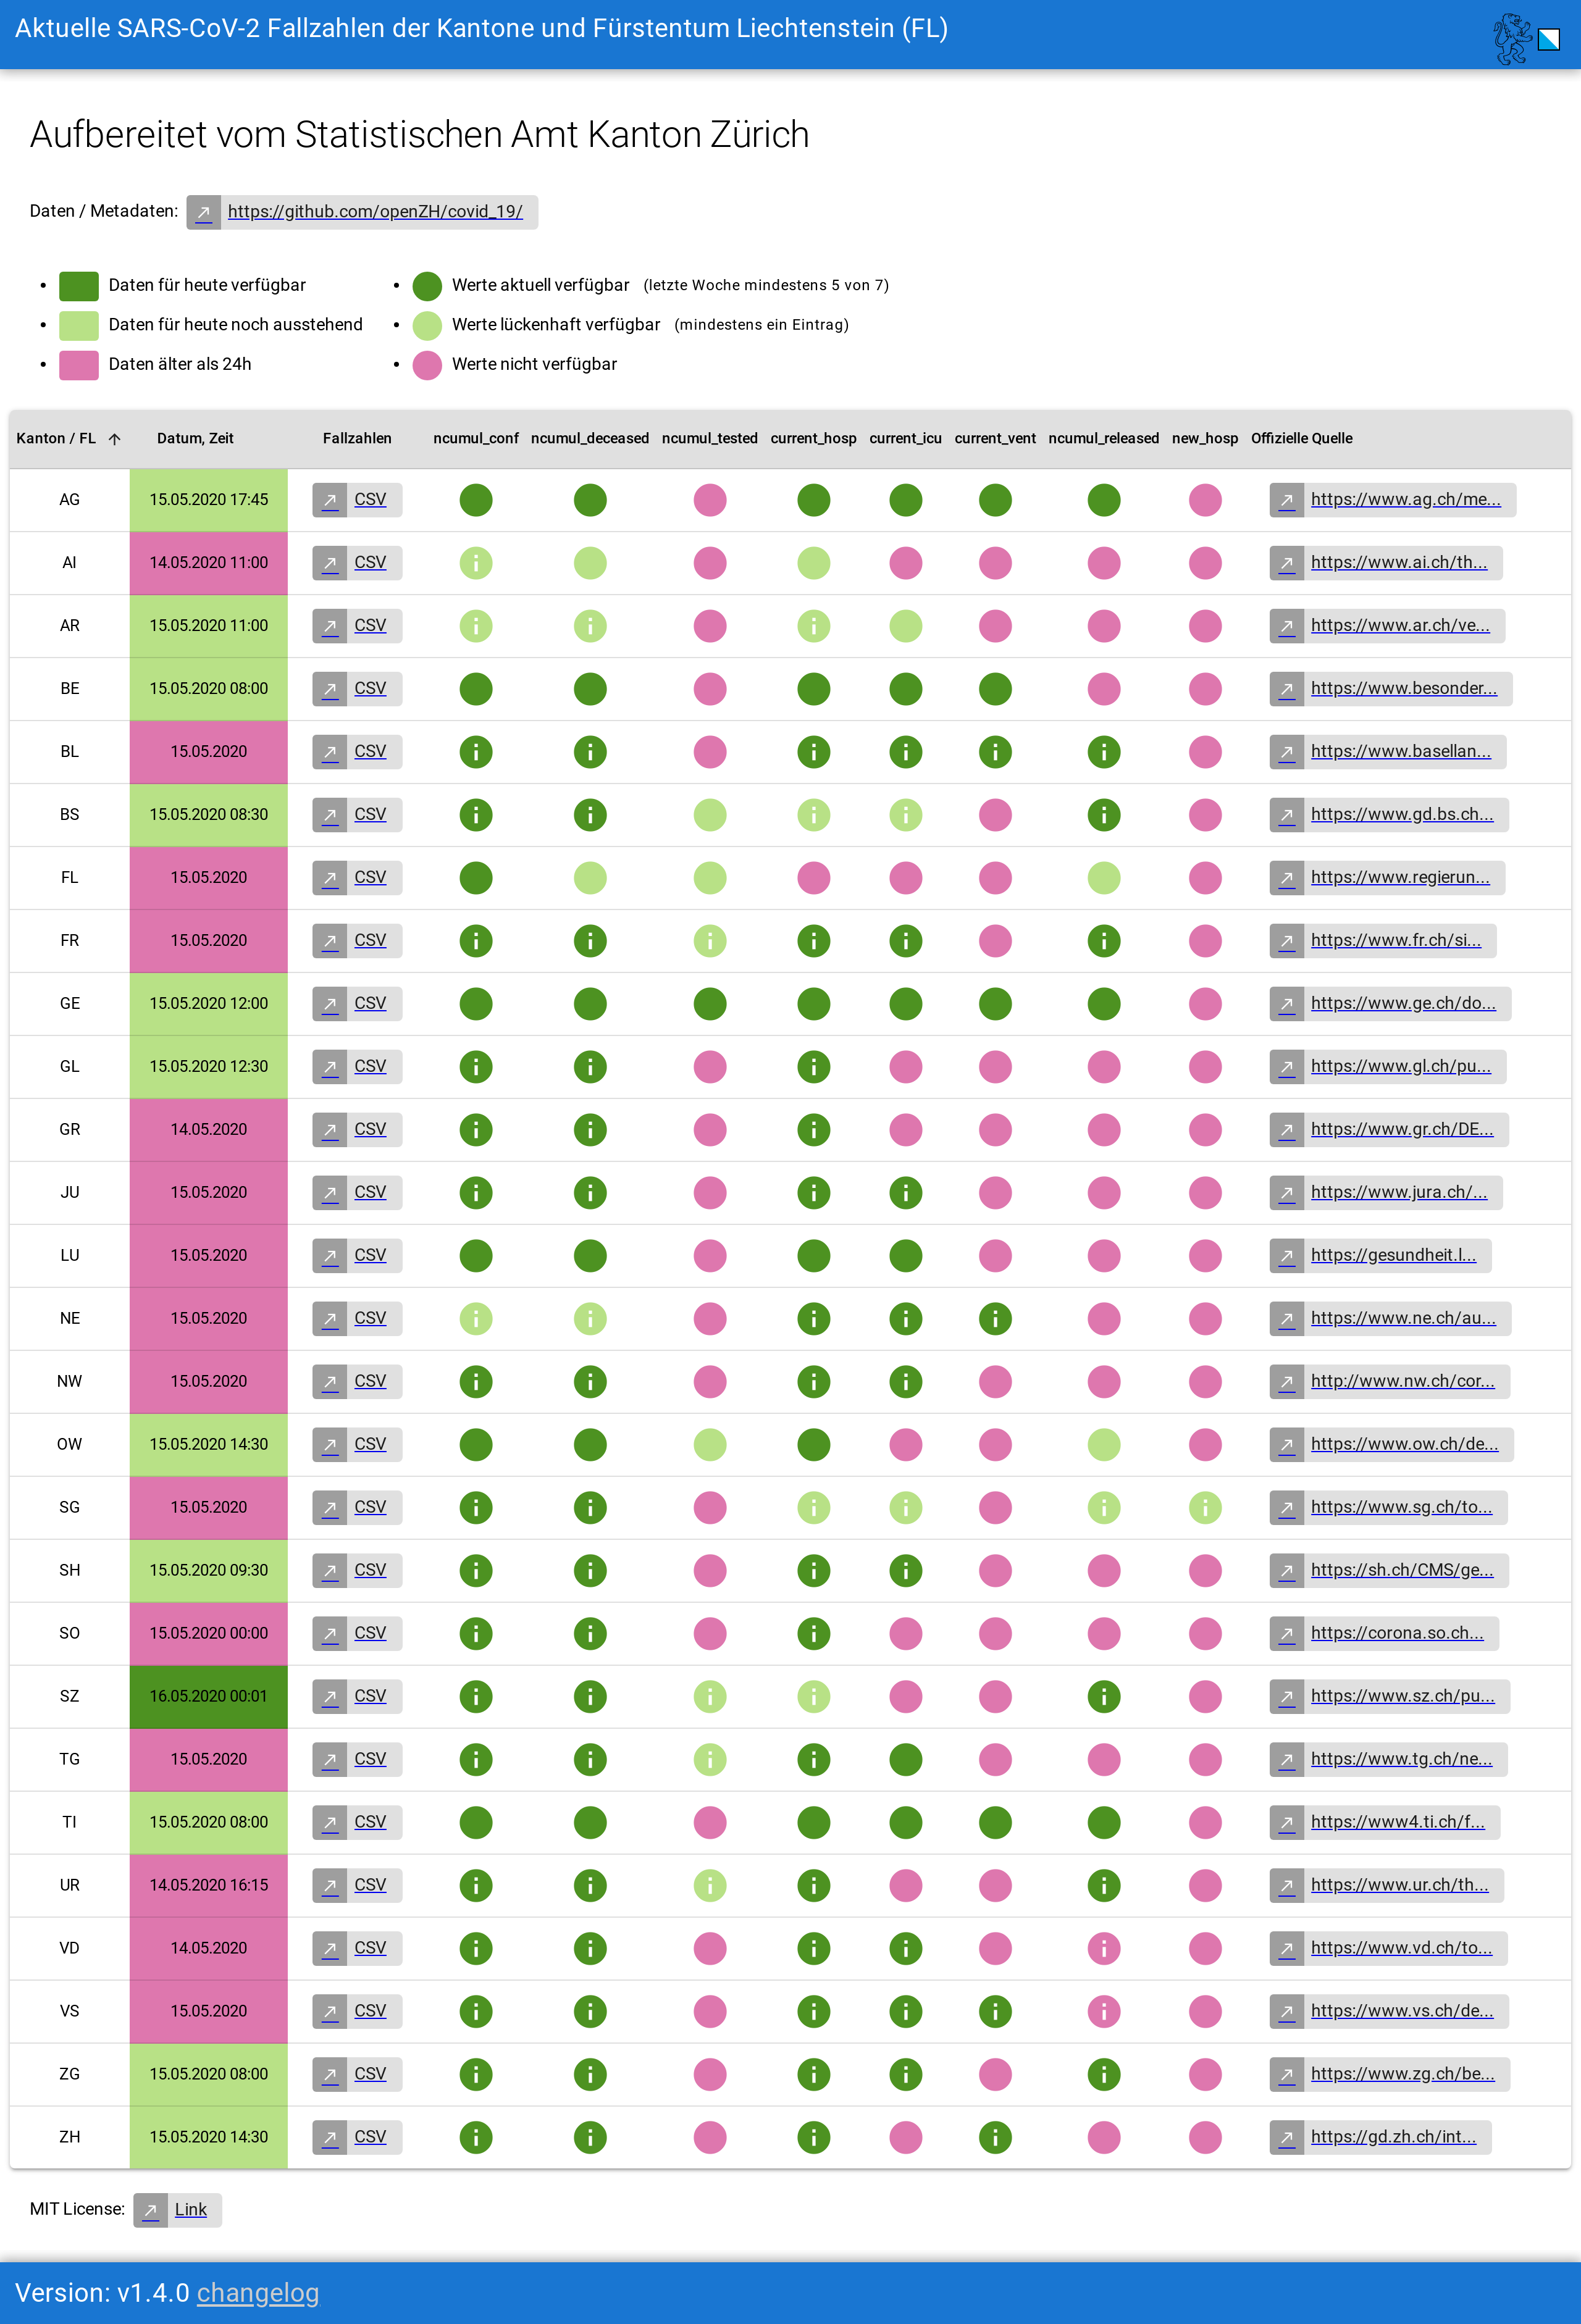 Aktuelle SARS-CoV-2 Fallzahlen der Kantone und Fürstentum Liechtenstein (FL)
Aufbereitet vom Statistischen Amt Kanton Zürich
Daten / Metadaten: https://github.com/openZH/covid_19/
Daten für heute verfügbar
Daten für heute noch ausstehend
Daten älter als 24h
Werte aktuell verfügbar (letzte Woche mindestens 5 von 7)
Werte lückenhaft verfügbar (mindestens ein Eintrag)
Werte nicht verfügbar
Kanton / FL Datum, Zeit Fallzahlen ncumul_conf ncumul_deceased ncumul_tested current_hosp current_icu current_vent ncumul_released new_hosp Offizielle Quelle
AG 15.05.2020 17:45 CSV https://www.ag.ch/me...
AI 14.05.2020 11:00 CSV https://www.ai.ch/th...
AR 15.05.2020 11:00 CSV https://www.ar.ch/ve...
BE 15.05.2020 08:00 CSV https://www.besonder...
BL 15.05.2020 CSV https://www.basellan...
BS 15.05.2020 08:30 CSV https://www.gd.bs.ch...
FL 15.05.2020 CSV https://www.regierun...
FR 15.05.2020 CSV https://www.fr.ch/si...
GE 15.05.2020 12:00 CSV https://www.ge.ch/do...
GL 15.05.2020 12:30 CSV https://www.gl.ch/pu...
GR 14.05.2020 CSV https://www.gr.ch/DE...
JU 15.05.2020 CSV https://www.jura.ch/...
LU 15.05.2020 CSV https://gesundheit.l...
NE 15.05.2020 CSV https://www.ne.ch/au...
NW 15.05.2020 CSV http://www.nw.ch/cor...
OW 15.05.2020 14:30 CSV https://www.ow.ch/de...
SG 15.05.2020 CSV https://www.sg.ch/to...
SH 15.05.2020 09:30 CSV https://sh.ch/CMS/ge...
SO 15.05.2020 00:00 CSV https://corona.so.ch...
SZ 16.05.2020 00:01 CSV https://www.sz.ch/pu...
TG 15.05.2020 CSV https://www.tg.ch/ne...
TI 15.05.2020 08:00 CSV https://www4.ti.ch/f...
UR 14.05.2020 16:15 CSV https://www.ur.ch/th...
VD 14.05.2020 CSV https://www.vd.ch/to...
VS 15.05.2020 CSV https://www.vs.ch/de...
ZG 15.05.2020 08:00 CSV https://www.zg.ch/be...
ZH 15.05.2020 14:30 CSV https://gd.zh.ch/int...
MIT License: Link
Version: v1.4.0 changelog